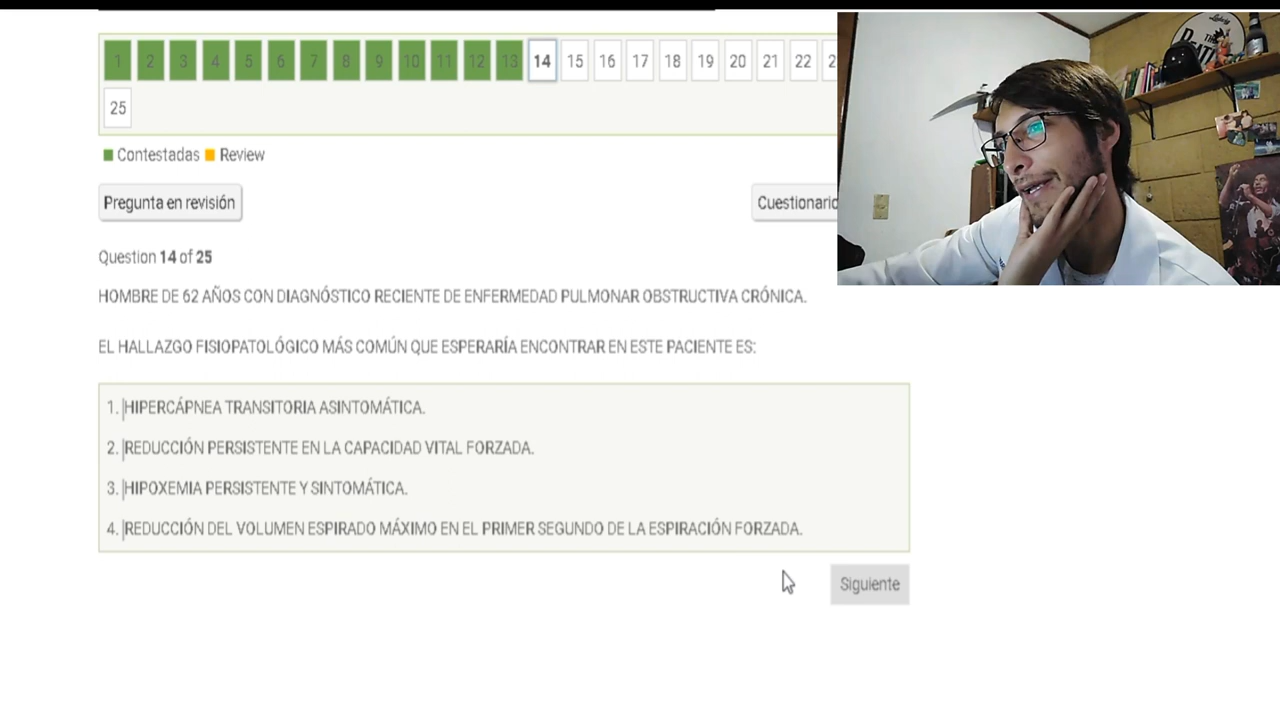 1 2 3 4 5 6 7 8 9 10 11 12 13 14 15 16 17 18 19 20 21 22 2
25
Contestadas Review
Pregunta en revisión
Cuestionario
Question 14 of 25
HOMBRE DE 62 AÑOS CON DIAGNÓSTICO RECIENTE DE ENFERMEDAD PULMONAR OBSTRUCTIVA CRÓNICA.
EL HALLAZGO FISIOPATOLÓGICO MÁS COMÚN QUE ESPERARÍA ENCONTRAR EN ESTE PACIENTE ES:
1. HIPERCÁPNEA TRANSITORIA ASINTOMÁTICA.
2. REDUCCIÓN PERSISTENTE EN LA CAPACIDAD VITAL FORZADA.
3. HIPOXEMIA PERSISTENTE Y SINTOMÁTICA.
4. REDUCCIÓN DEL VOLUMEN ESPIRADO MÁXIMO EN EL PRIMER SEGUNDO DE LA ESPIRACIÓN FORZADA.
Siguiente